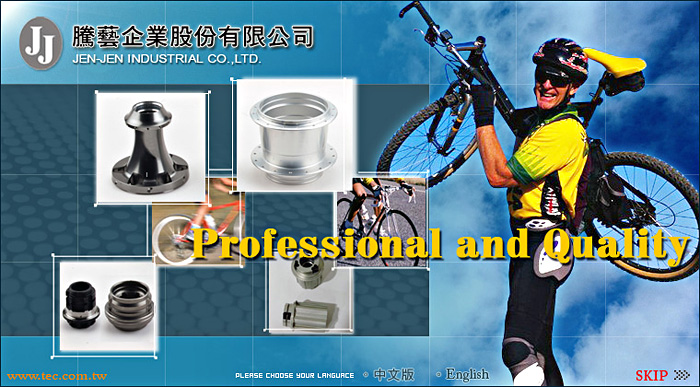 JJ
騰藝企業股份有限公司
JEN-JEN INDUSTRIAL CO.,LTD.
Professional and Quality
www.tec.com.tw
PLEASE CHOOSE YOUR LANGUAGE
中文版
English
SKIP